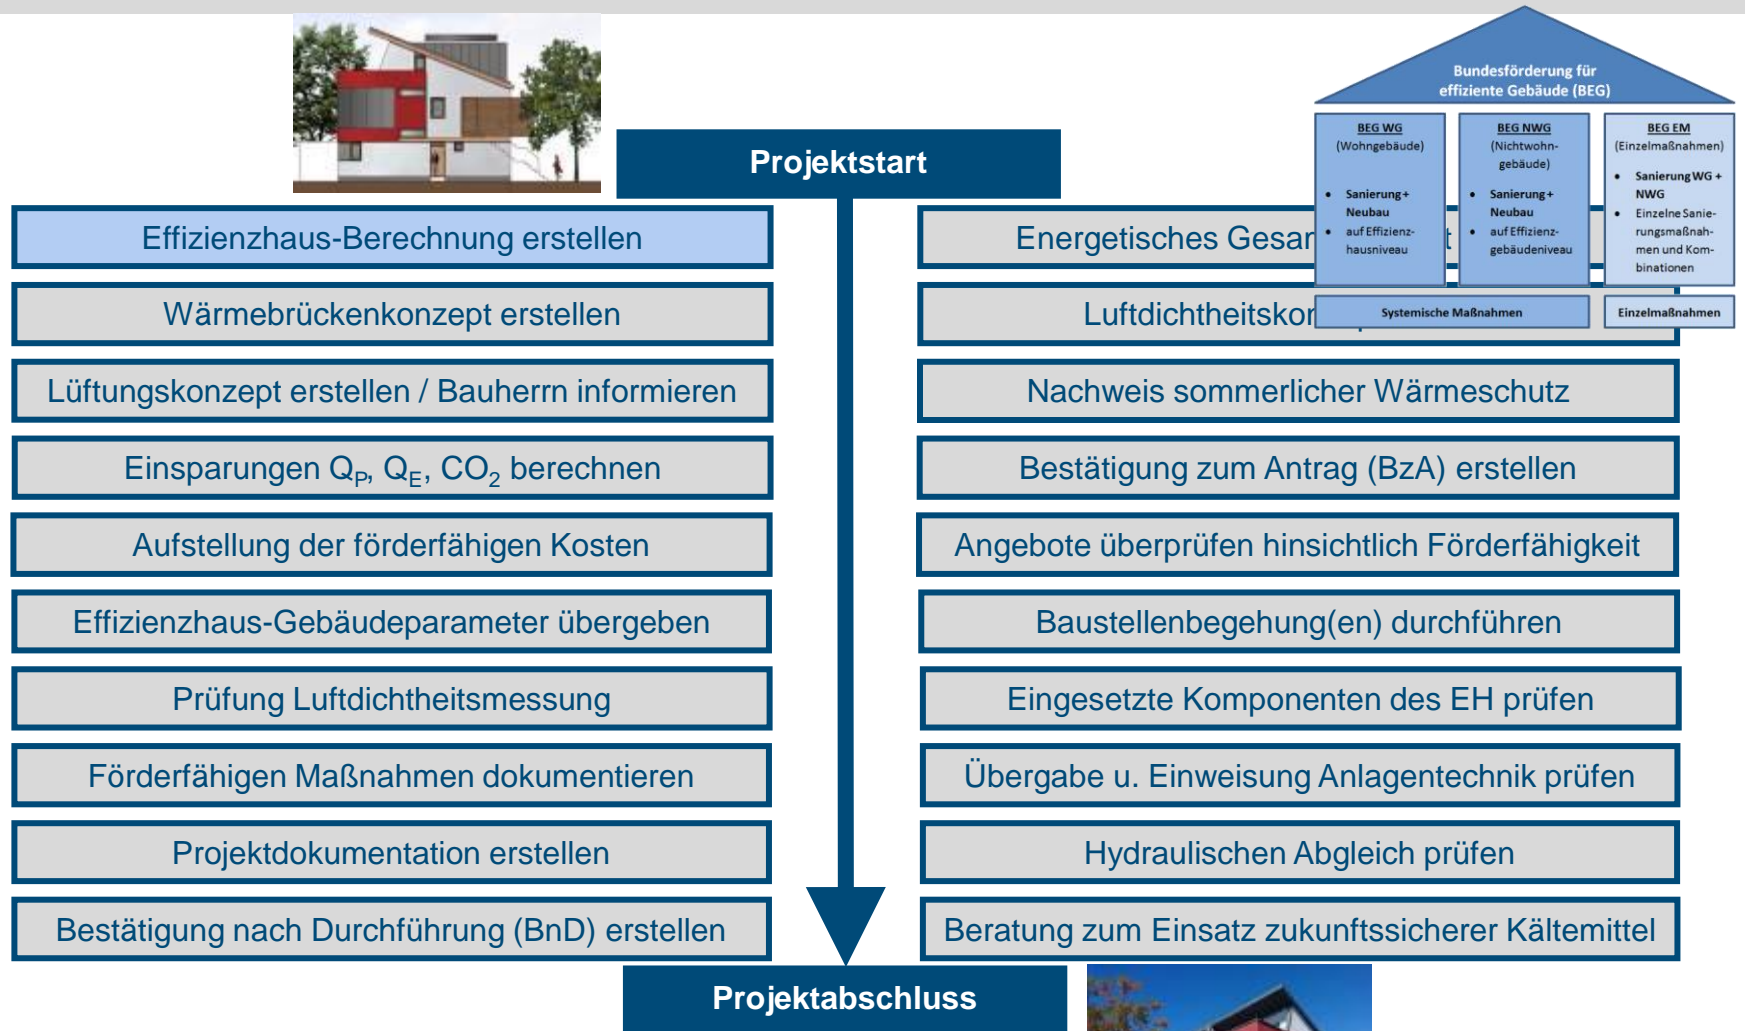 Bundesförderung für
effiziente Gebäude (BEG)
BEG WG
(Wohngebäude)
• Sanierung +
Neubau
• auf Effizienz-
hausniveau
BEG NWG
(Nichtwohn-
gebäude)
• Sanierung +
Neubau
• auf Effizienz-
gebäudeniveau
BEG EM
(Einzelmaßnahmen)
• Sanierung WG +
NWG
• Einzelne Sanie-
rungsmaßnah-
men und Kom-
binationen
Systemische Maßnahmen
Einzelmaßnahmen
Projektstart
Effizienzhaus-Berechnung erstellen
Energetisches
Wärmebrückenkonzept erstellen
Lüftungskonzept erstellen / Bauherrn informieren
Nachweis sommerlicher Wärmeschutz
Einsparungen Q_P, Q_E, CO₂ berechnen
Bestätigung zum Antrag (BzA) erstellen
Aufstellung der förderfähigen Kosten
Angebote überprüfen hinsichtlich Förderfähigkeit
Effizienzhaus-Gebäudeparameter übergeben
Baustellenbegehung(en) durchführen
Prüfung Luftdichtheitsmessung
Eingesetzte Komponenten des EH prüfen
Förderfähigen Maßnahmen dokumentieren
Übergabe u. Einweisung Anlagentechnik prüfen
Projektdokumentation erstellen
Hydraulischen Abgleich prüfen
Bestätigung nach Durchführung (BnD) erstellen
Beratung zum Einsatz zukunftssicherer Kältemittel
Projektabschluss